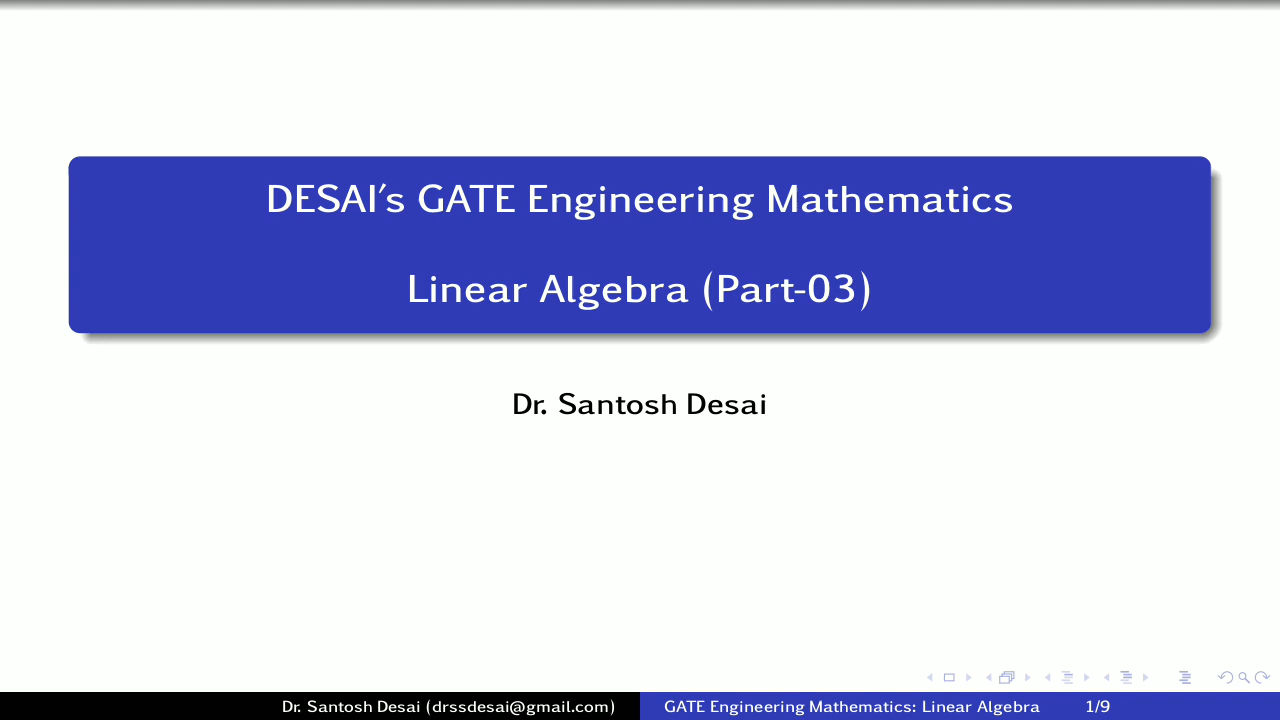 DESAI's GATE Engineering Mathematics
Linear Algebra (Part-03)
Dr. Santosh Desai
Dr. Santosh Desai (drssdesai@gmail.com) GATE Engineering Mathematics: Linear Algebra 1/9